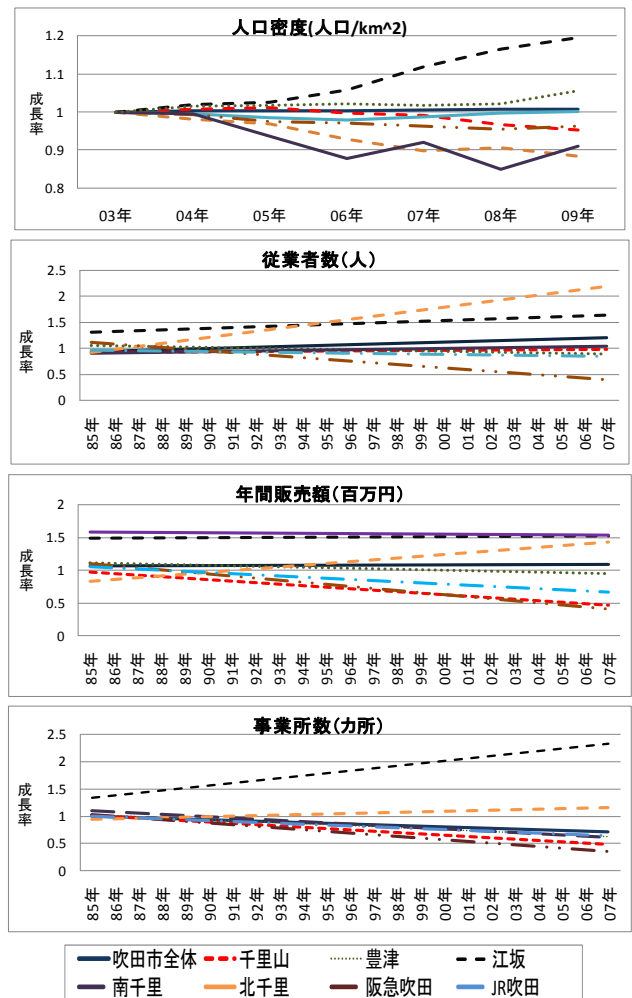 人口密度(人口/km^2)
成長率
1.2
1.1
1
0.9
0.8
03年 04年 05年 06年 07年 08年 09年
従業者数(人)
成長率
2.5
2
1.5
1
0.5
0
85年 86年 87年 89年 90年 91年 92年 93年 94年 95年 96年 97年 98年 99年 00年 01年 02年 03年 04年 05年 06年 07年
年間販売額(百万円)
成長率
2
1.5
1
0.5
0
85年 86年 87年 89年 90年 91年 92年 93年 94年 95年 96年 97年 98年 99年 00年 01年 02年 03年 04年 05年 06年 07年
事業所数(カ所)
成長率
2.5
2
1.5
1
0.5
0
85年 86年 87年 89年 90年 91年 92年 93年 94年 95年 96年 97年 98年 99年 00年 01年 02年 03年 04年 05年 06年 07年
吹田市全体 千里山 豊津 江坂
南千里 北千里 阪急吹田 JR吹田